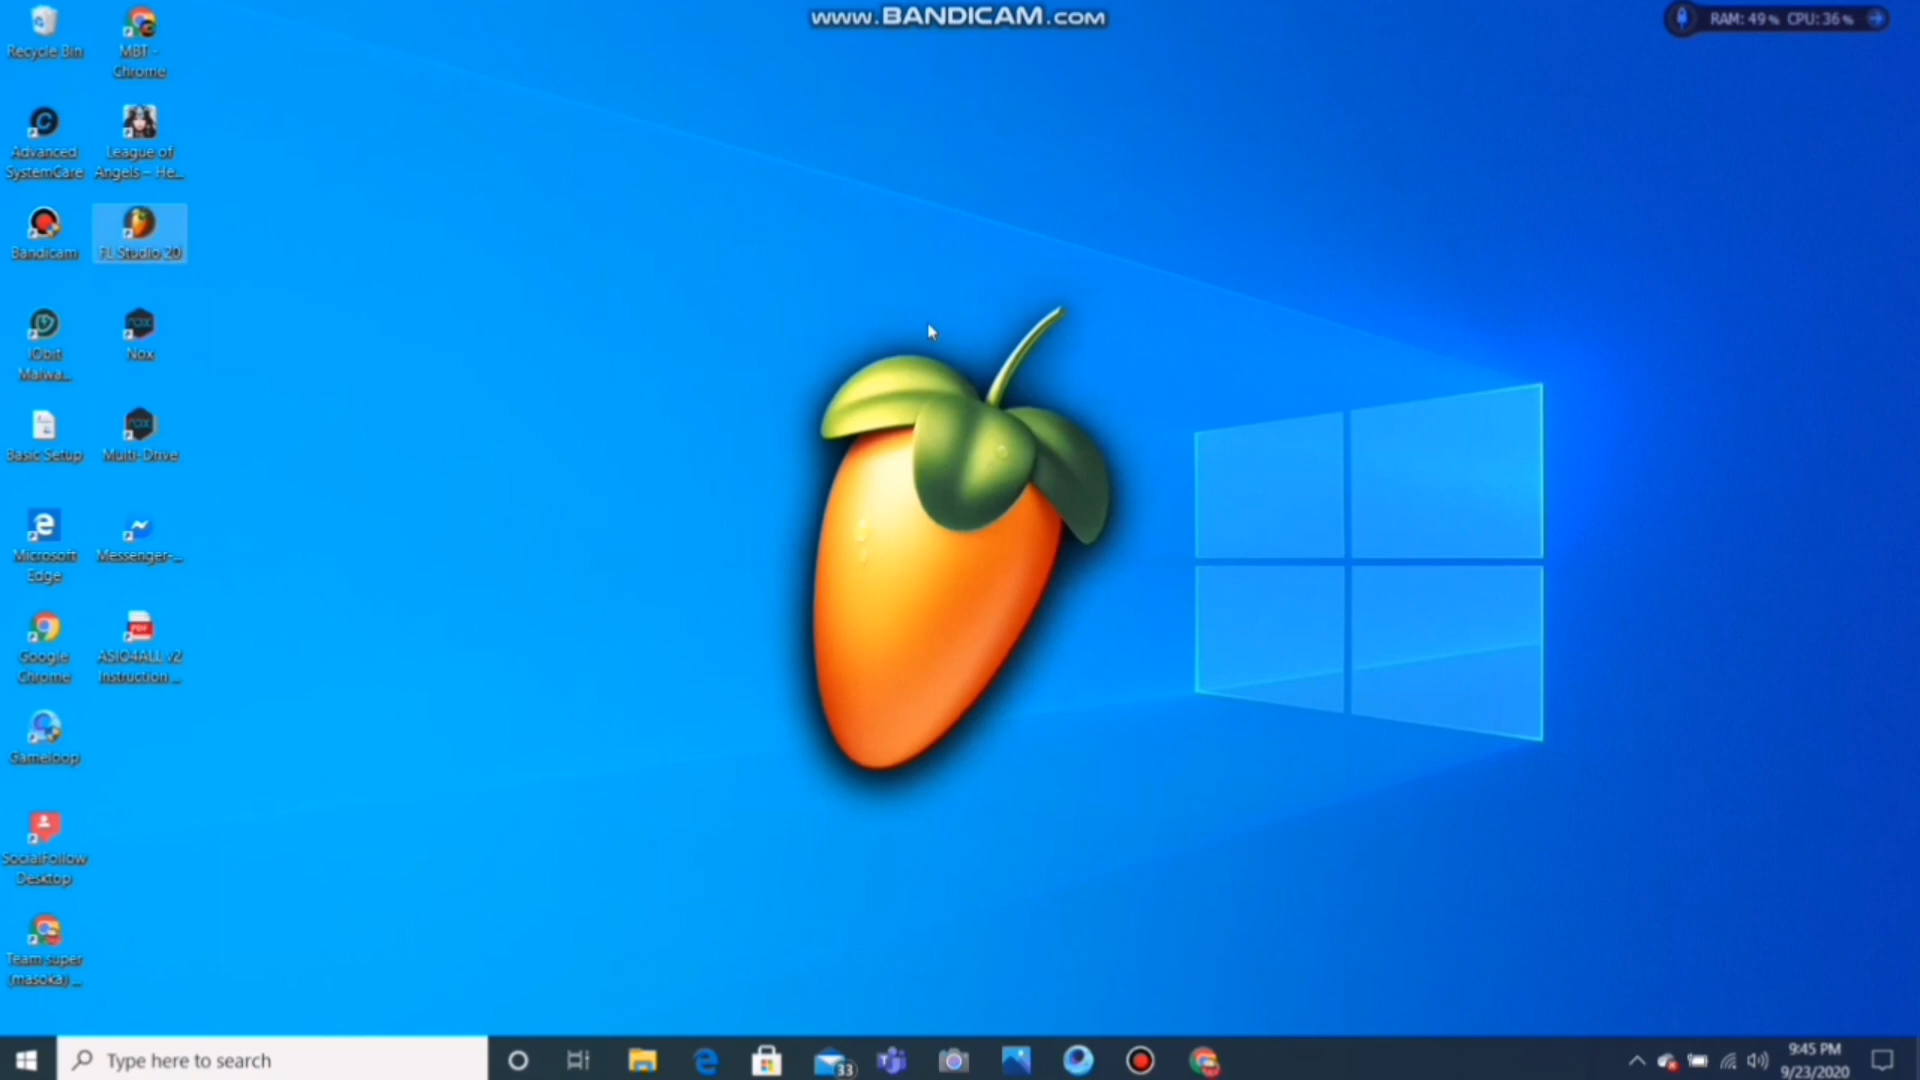 www.BANDICAM.com
RAM: 49% CPU: 36%
Recycle Bin
MBT -
Chrome
Advanced
SystemCare
League of
Angels – He...
Bandicam
FL Studio 20
IObit
Malwa...
Nox
Basic Setup
Multi-Drive
Microsoft
Edge
Messenger-...
Google
Chrome
ASIO4ALL v2
Instruction ...
Gameloop
SocialFollow
Desktop
Team super
(masoka) ...
Type here to search
33
9:45 PM
9/23/2020